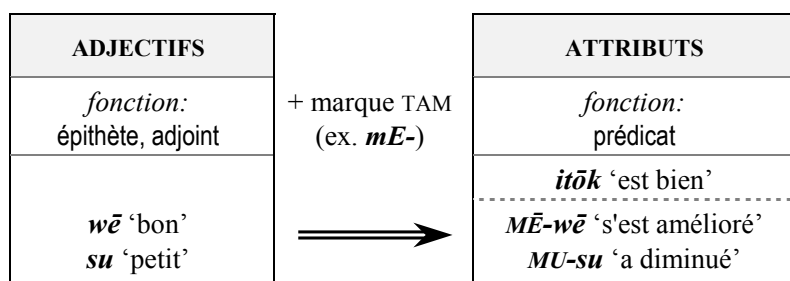 ADJECTIFS
fonction:
épithète, adjoint
wē ‘bon’
su ‘petit’
+ marque TAM
(ex. mE-)
ATTRIBUTS
fonction:
prédicat
itōk ‘est bien’
MĒ-wē ‘s'est amélioré’
MU-su ‘a diminué’